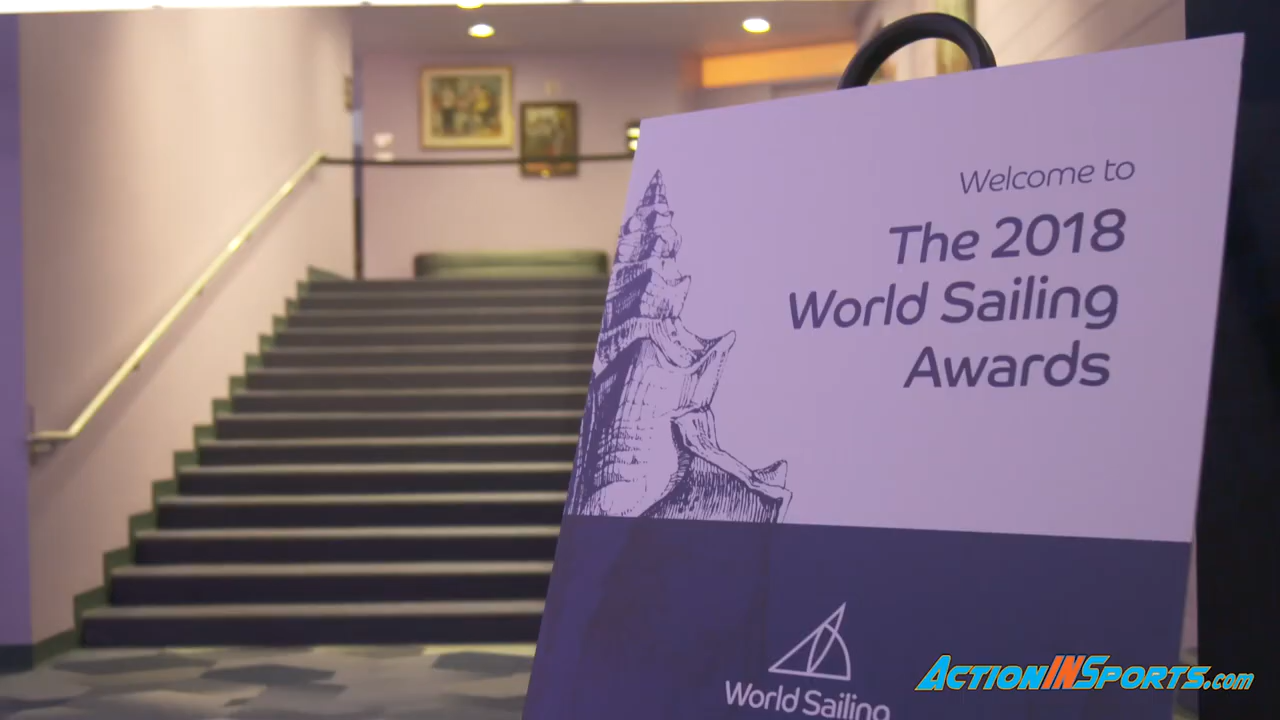 Welcome to
The 2018
World Sailing
Awards
World Sailing
ACTIONINSPORTS.com